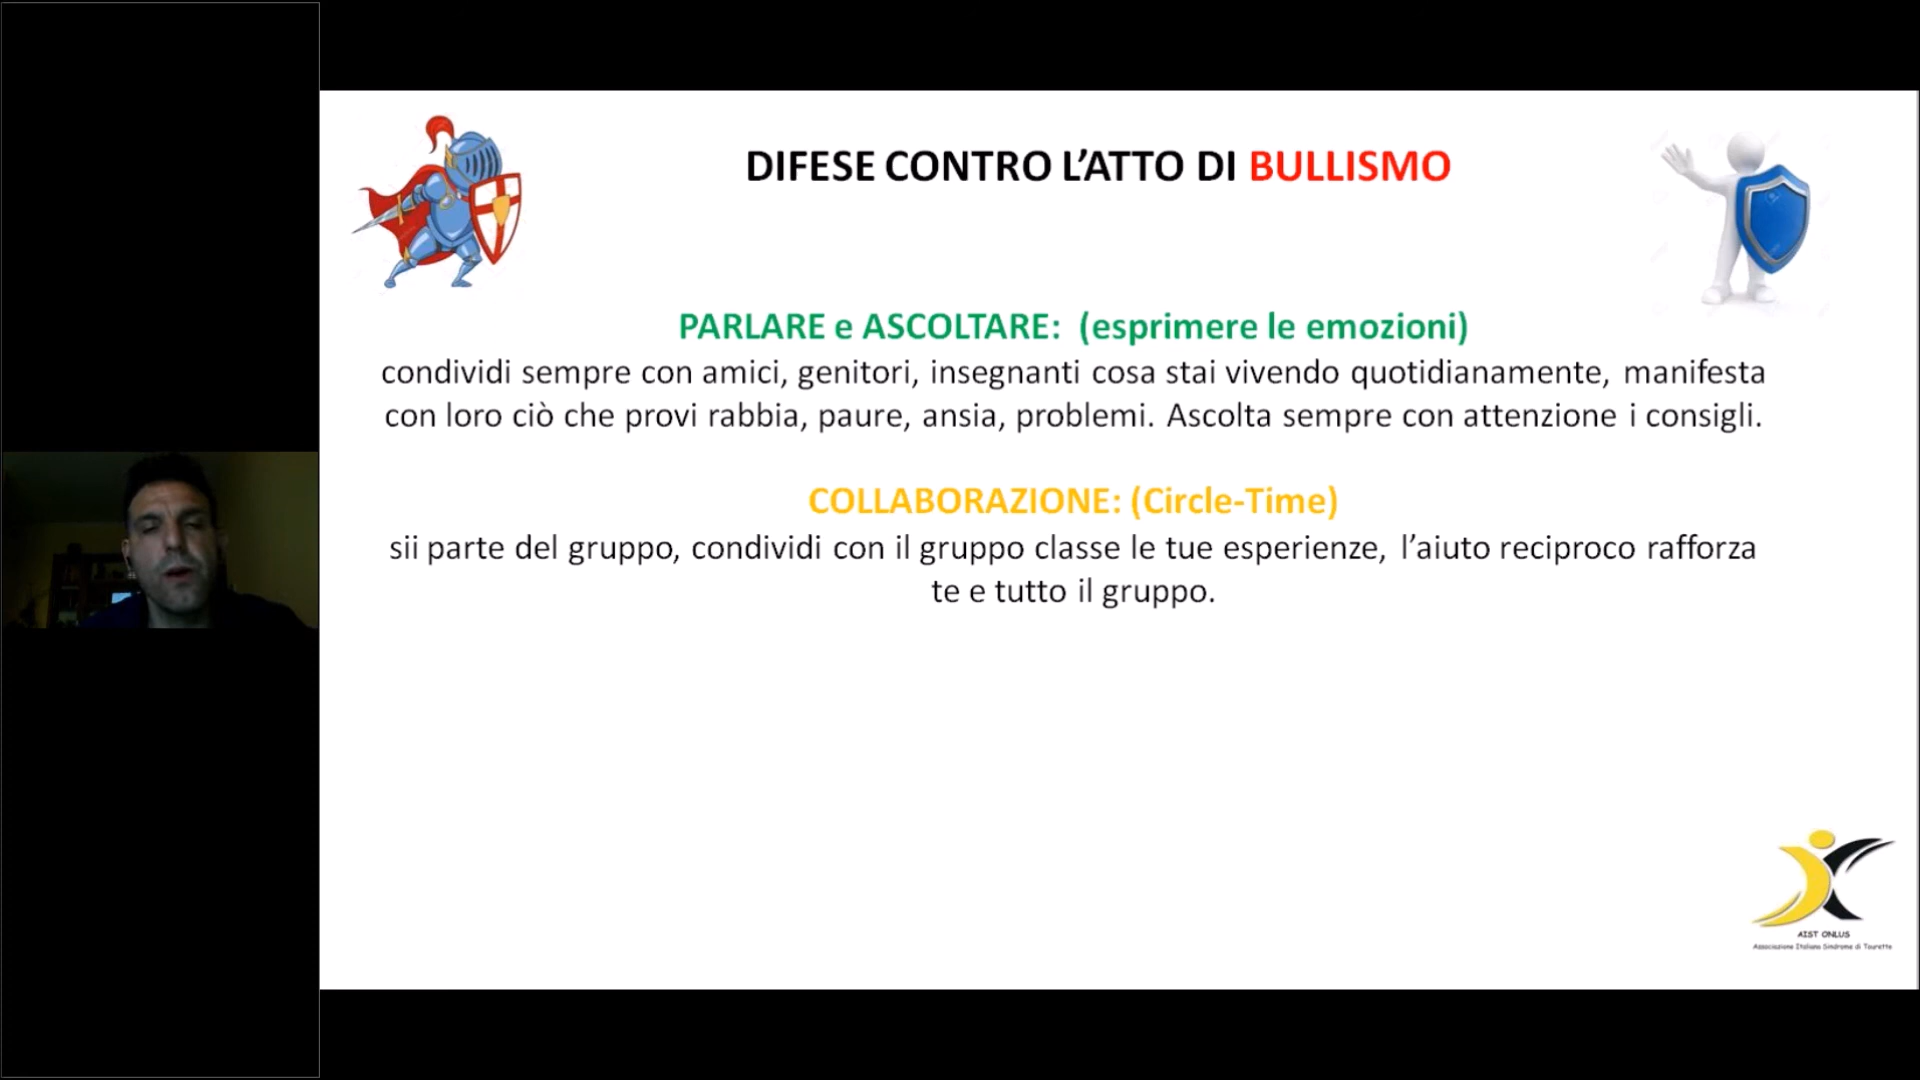 DIFESE CONTRO L’ATTO DI BULLISMO
PARLARE e ASCOLTARE: (esprimere le emozioni)
condividi sempre con amici, genitori, insegnanti cosa stai vivendo quotidianamente, manifesta
con loro ciò che provi rabbia, paure, ansia, problemi. Ascolta sempre con attenzione i consigli.
COLLABORAZIONE: (Circle-Time)
sii parte del gruppo, condividi con il gruppo classe le tue esperienze, l’aiuto reciproco rafforza
te e tutto il gruppo.
AIST ONLUS
Associazione Italiana Sindrome di Tourette